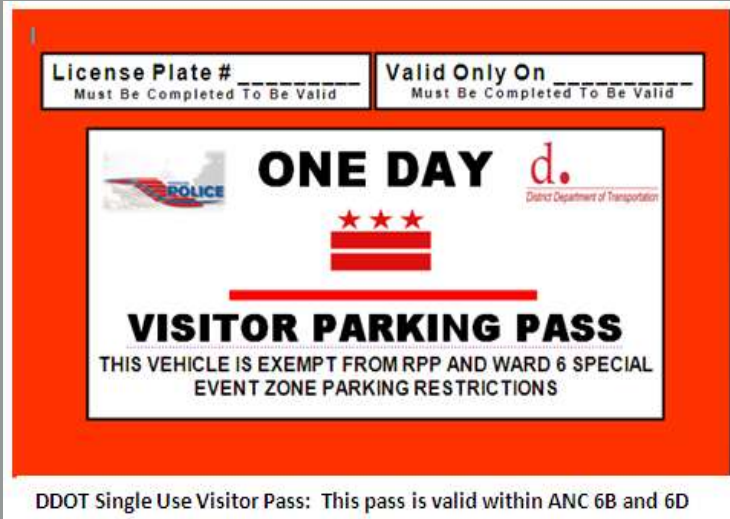 License Plate # _________
Must Be Completed To Be Valid
Valid Only On __________
Must Be Completed To Be Valid
POLICE
ONE DAY
d.
District Department of Transportation
VISITOR PARKING PASS
THIS VEHICLE IS EXEMPT FROM RPP AND WARD 6 SPECIAL
EVENT ZONE PARKING RESTRICTIONS
DDOT Single Use Visitor Pass: This pass is valid within ANC 6B and 6D